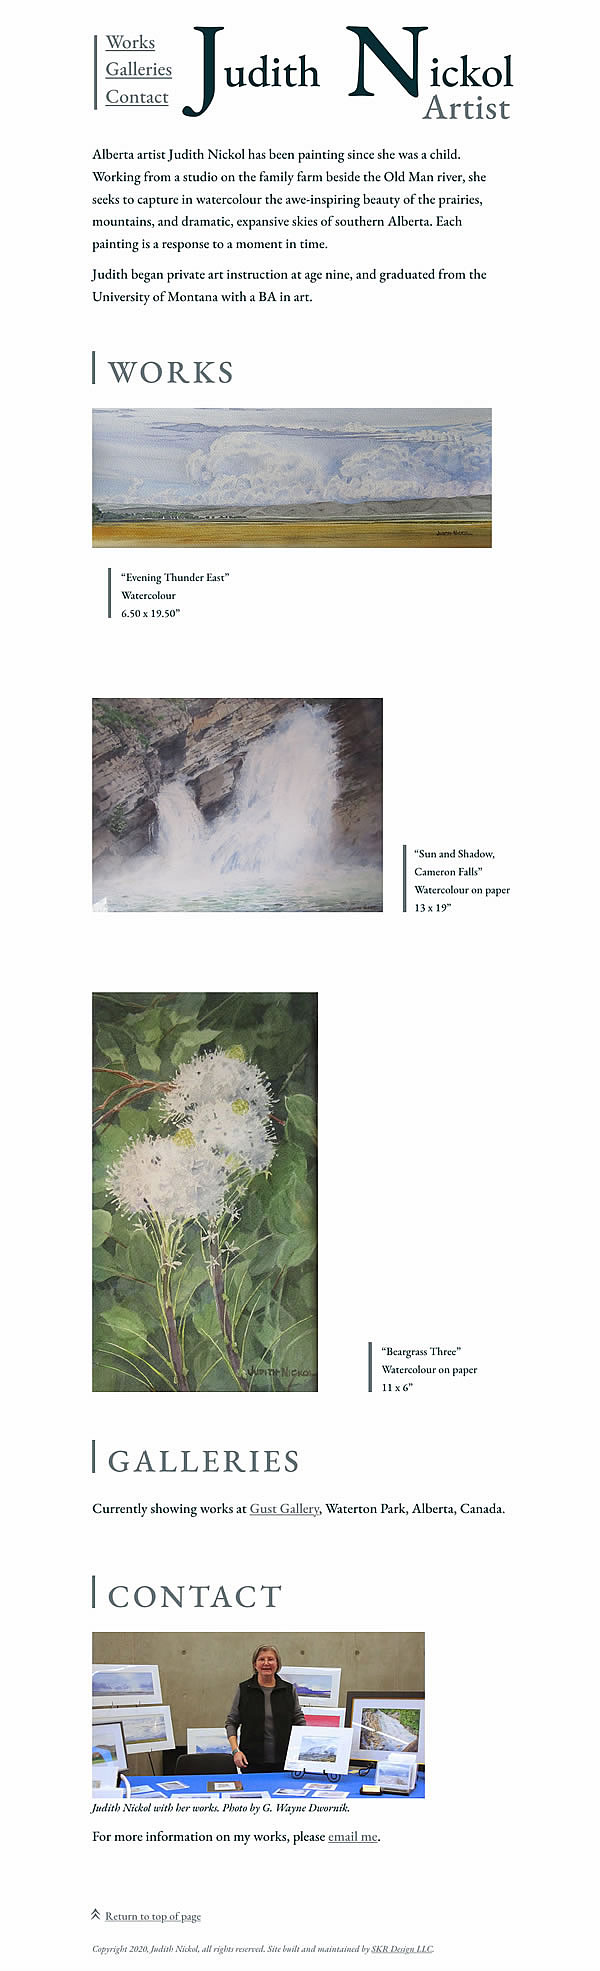 Works
Galleries
Contact
Judith Nickol
Artist
Alberta artist Judith Nickol has been painting since she was a child.
Working from a studio on the family farm beside the Old Man river, she
seeks to capture in watercolour the awe-inspiring beauty of the prairies,
mountains, and dramatic, expansive skies of southern Alberta. Each
painting is a response to a moment in time.
Judith began private art instruction at age nine, and graduated from the
University of Montana with a BA in art.
WORKS
JUDITH NICKOL
“Evening Thunder East”
Watercolour
6.50 x 19.50”
“Sun and Shadow,
Cameron Falls”
Watercolour on paper
13 x 19”
JUDITH NICKOL
“Beargrass Three”
Watercolour on paper
11 x 6”
GALLERIES
Currently showing works at Gust Gallery, Waterton Park, Alberta, Canada.
CONTACT
Judith Nickol with her works. Photo by G. Wayne Dwornik.
For more information on my works, please email me.
Return to top of page
Copyright 2020, Judith Nickol, all rights reserved. Site built and maintained by SKR Design LLC.